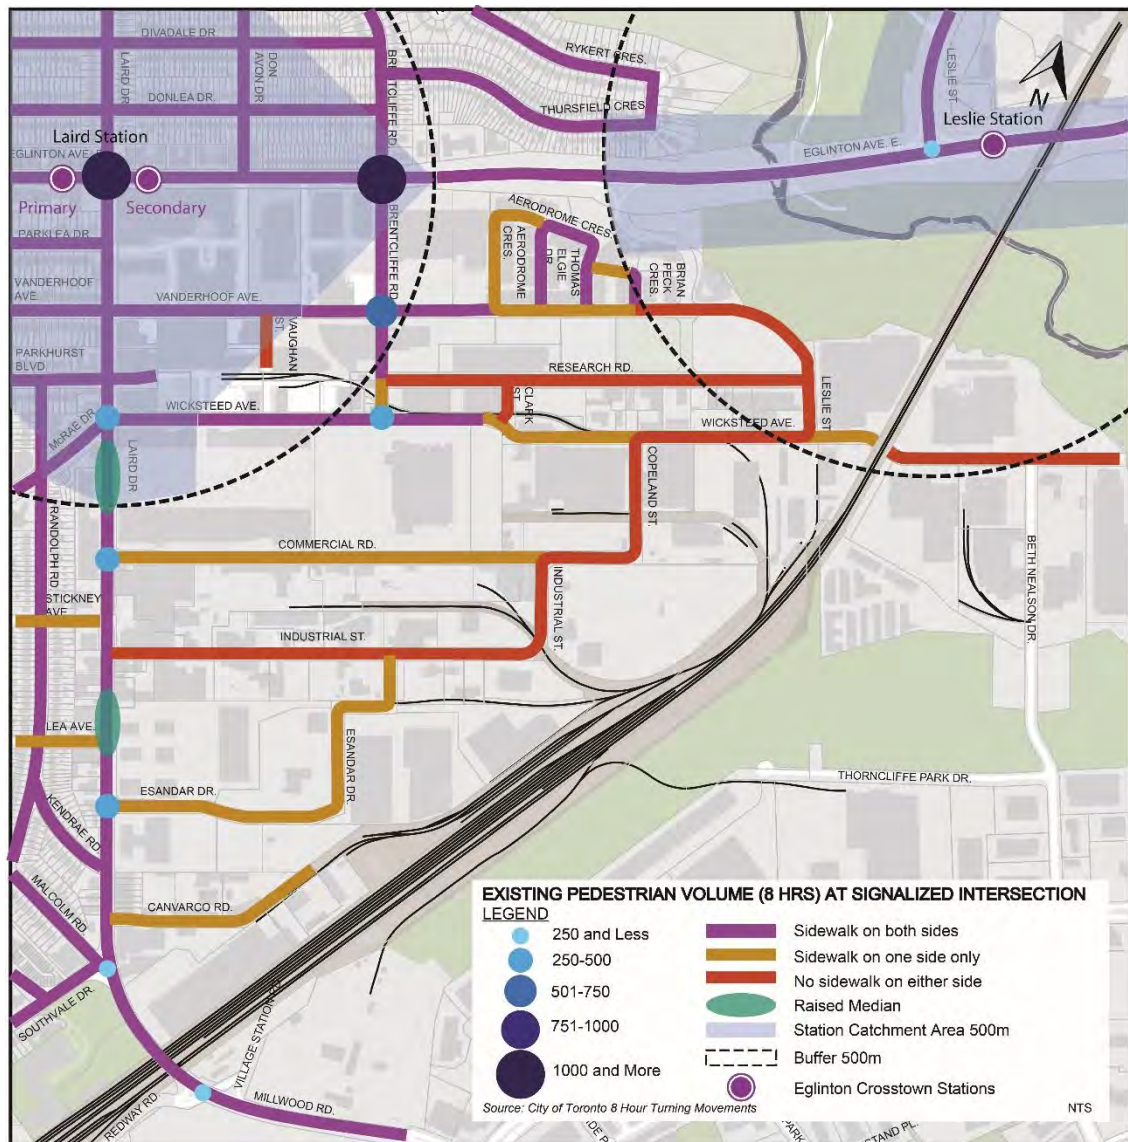 DIVADALE DR
LAIRD DR
DON AVON DR
BRENTCLIFFE RD
RYKERT CRES.
LESLIE ST.
N
DONLEA DR.
THURSFIELD CRES.
Laird Station
Leslie Station
EGLINTON AVE.
EGLINTON AVE. E.
Primary
Secondary
AERODROME CRES.
PARKLEA DR.
BRENTCLIFFE RD.
AERODROME CRES.
THOMAS ELGIE DR.
BRIAN PECK CRES.
VANDERHOOF
AVE.
VANDERHOOF AVE.
VAUGHAN ST.
PARKHURST
BLVD
RESEARCH RD.
LESLIE ST.
CLARK ST.
WICKSTEED AVE.
WICKSTEED AVE.
McRAE DR.
LAIRD DR
COPELAND ST.
RANDOLPH RD
COMMERCIAL RD.
BETH NEALSON DR.
STICKNEY
AVE.
INDUSTRIAL ST.
INDUSTRIAL ST.
LEA AVE.
ESANDAR DR.
THORNCLIFFE PARK DR.
ESANDAR DR.
KENDRAE RD.
MALCOLM RD.
CANVARCO RD.
SOUTHVALE DR.
VILLAGE STATION
REDWAY RD.
MILLWOOD RD.
EXISTING PEDESTRIAN VOLUME (8 HRS) AT SIGNALIZED INTERSECTION
LEGEND
250 and Less
250-500
501-750
751-1000
1000 and More
Sidewalk on both sides
Sidewalk on one side only
No sidewalk on either side
Raised Median
Station Catchment Area 500m
Buffer 500m
Eglinton Crosstown Stations
Source: City of Toronto 8 Hour Turning Movements
NTS
PARK
STAND PL.